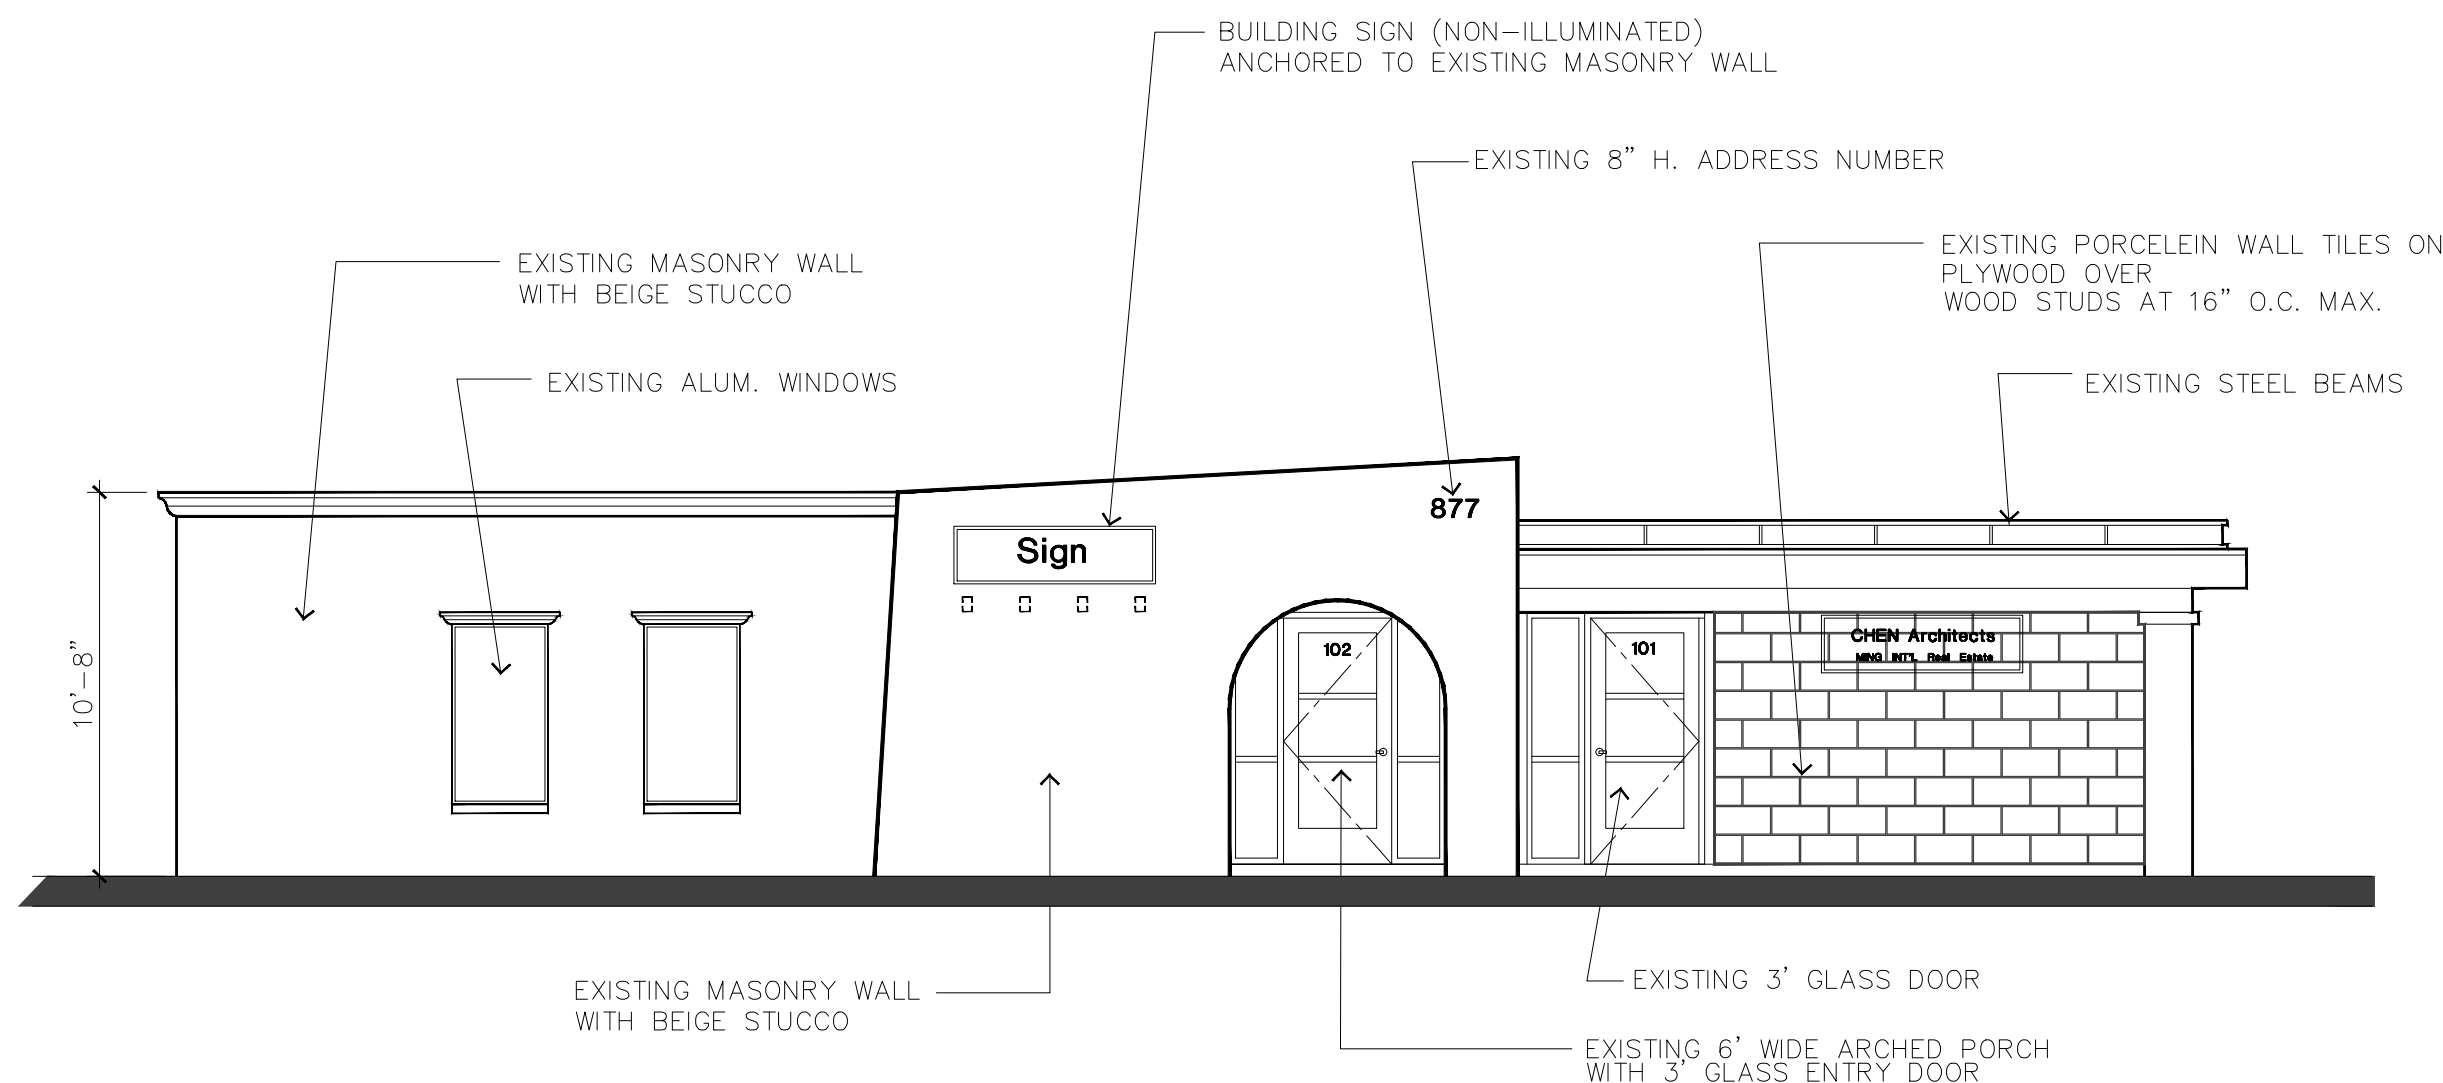 BUILDING SIGN (NON-ILLUMINATED)
ANCHORED TO EXISTING MASONRY WALL
EXISTING 8" H. ADDRESS NUMBER
EXISTING PORCELEIN WALL TILES ON
PLYWOOD OVER
WOOD STUDS AT 16" O.C. MAX.
EXISTING MASONRY WALL
WITH BEIGE STUCCO
EXISTING ALUM. WINDOWS
EXISTING STEEL BEAMS
877
Sign
10'-8"
102
101
CHEN Architects
MING INT'L Real Estate
EXISTING MASONRY WALL
WITH BEIGE STUCCO
EXISTING 3' GLASS DOOR
EXISTING 6' WIDE ARCHED PORCH
WITH 3' GLASS ENTRY DOOR